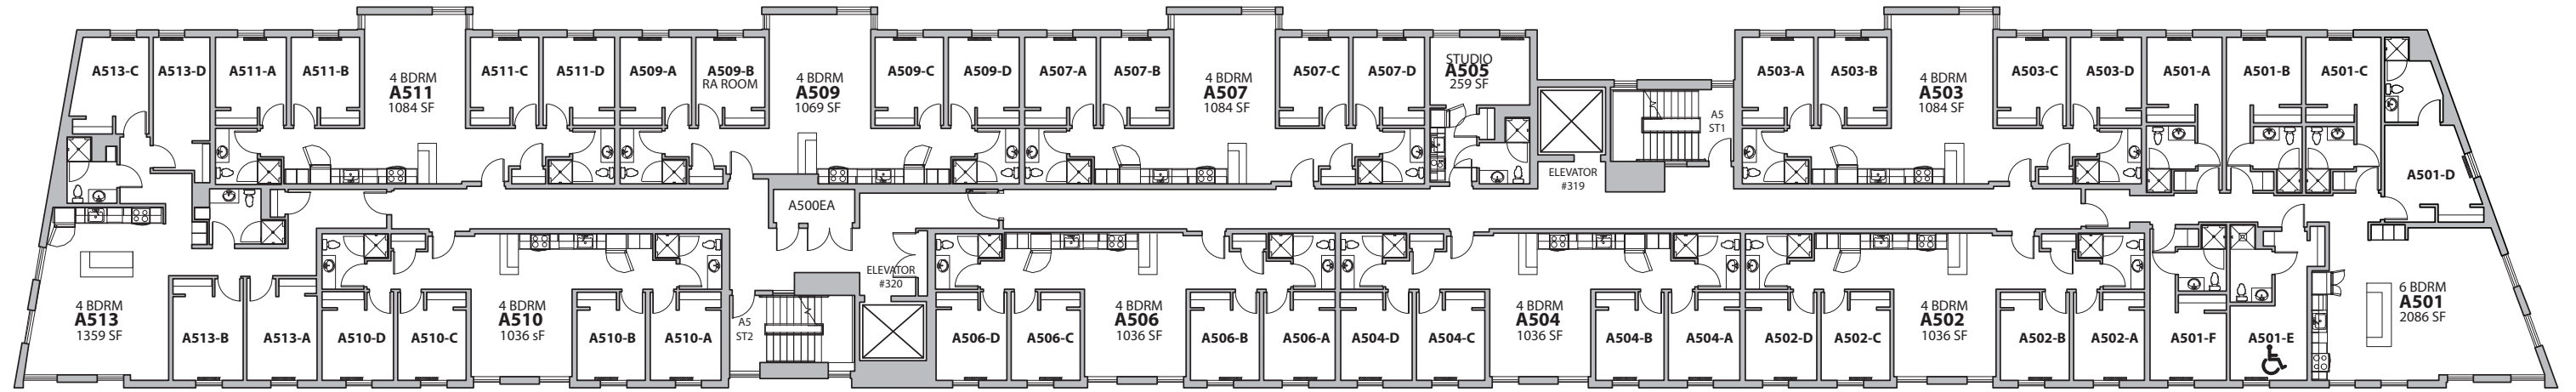 A513-C
A513-D
A511-A
A511-B
4 BDRM
A511
1084 SF
A511-C
A511-D
A509-A
A509-B
RA ROOM
4 BDRM
A509
1069 SF
A509-C
A509-D
A507-A
A507-B
4 BDRM
A507
1084 SF
A507-C
A507-D
STUDIO
A505
259 SF
ELEVATOR
#319
A5
ST1
A503-A
A503-B
4 BDRM
A503
1084 SF
A503-C
A503-D
A501-A
A501-B
A501-C
A501-D
A500EA
ELEVATOR
#320
4 BDRM
A513
1359 SF
A513-B
A513-A
A510-D
A510-C
4 BDRM
A510
1036 sF
A510-B
A510-A
A5
ST2
A506-D
A506-C
4 BDRM
A506
1036 SF
A506-B
A506-A
A504-D
A504-C
4 BDRM
A504
1036 SF
A504-B
A504-A
A502-D
A502-C
4 BDRM
A502
1036 SF
A502-B
A502-A
A501-F
A501-E
6 BDRM
A501
2086 SF